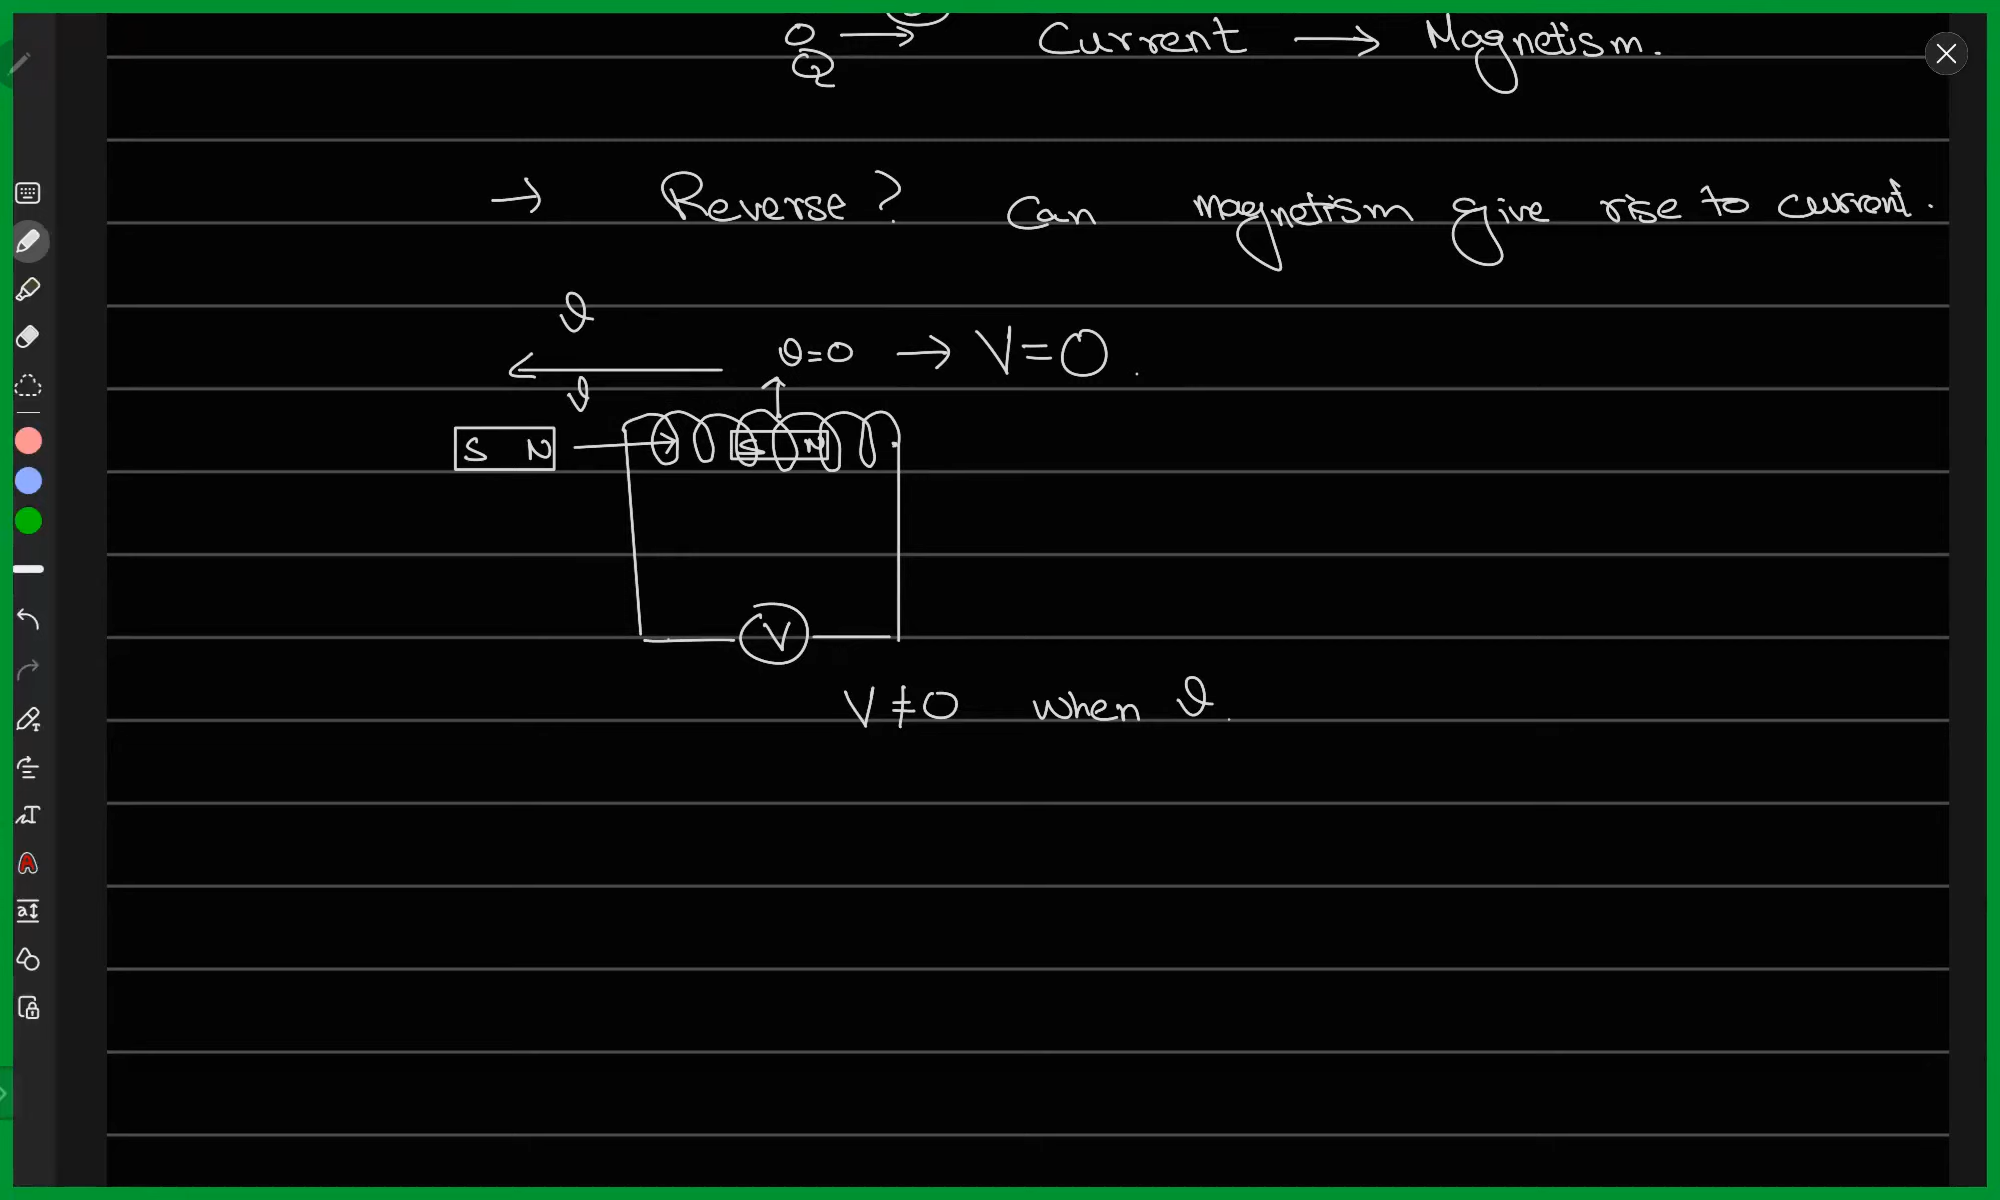 Q → Current → Magnetism.
→ Reverse? Can magnetism give rise to current.
v
v=0 → V=0.
v
S N
S N
V
V≠0 when v.